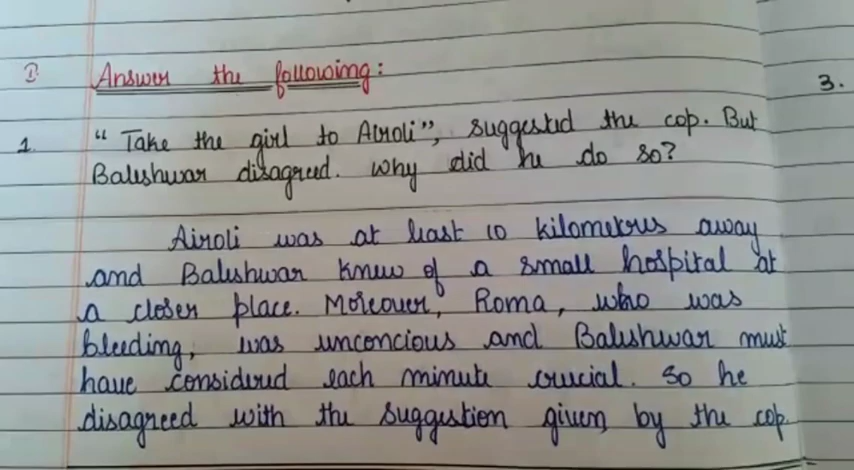 I. Answer the following:
3.
1. "Take the girl to Airoli", suggested the cop. But
Baleshwar disagreed. Why did he do so?
Airoli was at least 10 kilometres away
and Baleshwar knew of a small hospital at
a closer place. Moreover, Roma, who was
bleeding, was unconcious and Baleshwar must
have considered each minute crucial. So he
disagreed with the suggestion given by the cop.